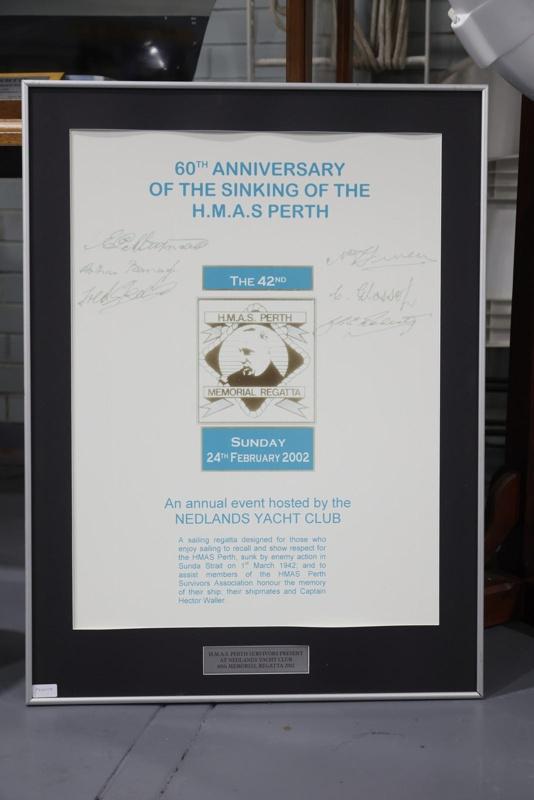 60TH ANNIVERSARY
OF THE SINKING OF THE
H.M.A.S PERTH
THE 42ND
H.M.A.S. PERTH
MEMORIAL REGATTA
SUNDAY
24TH FEBRUARY 2002
An annual event hosted by the
NEDLANDS YACHT CLUB
A sailing regatta designed for those who
enjoy sailing to recall and show respect for
the HMAS Perth, sunk by enemy action in
Sunda Strait on 1st March 1942; and to
assist members of the HMAS Perth
Survivors Association honour the memory
of their ship, their shipmates and Captain
Hector Waller.
H.M.A.S. PERTH SURVIVORS PRESENT
AT NEDLANDS YACHT CLUB
MEMORIAL REGATTA